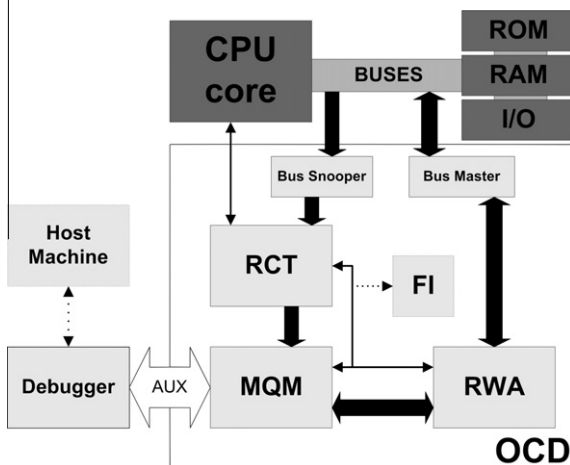 CPU
core
BUSES
ROM
RAM
I/O
Bus Snooper
Bus Master
Host
Machine
RCT
FI
Debugger
AUX
MQM
RWA
OCD